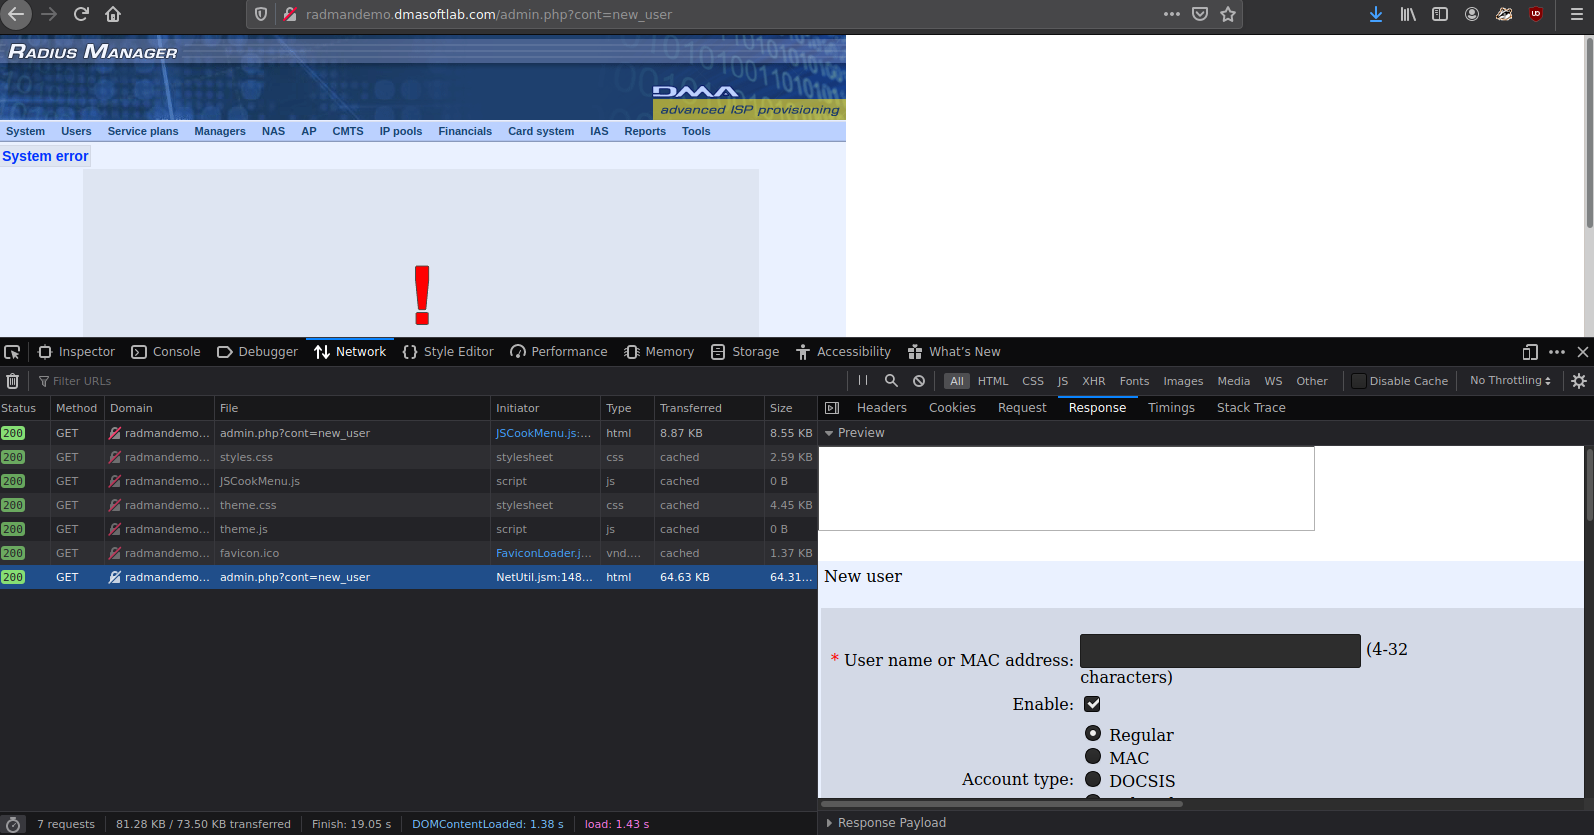 radmandemo.dmasoftlab.com/admin.php?cont=new_user
RADIUS MANAGER
DMA
advanced ISP provisioning
System Users Service plans Managers NAS AP CMTS IP pools Financials Card system IAS Reports Tools
System error
!
Inspector Console Debugger Network Style Editor Performance Memory Storage Accessibility What's New
Filter URLs All HTML CSS JS XHR Fonts Images Media WS Other Disable Cache No Throttling
Status Method Domain File Initiator Type Transferred Size
200 GET radmandemo... admin.php?cont=new_user JSCookMenu.js:... html 8.87 KB 8.55 KB
200 GET radmandemo... styles.css stylesheet css cached 2.59 KB
200 GET radmandemo... JSCookMenu.js script js cached 0 B
200 GET radmandemo... theme.css stylesheet css cached 4.45 KB
200 GET radmandemo... theme.js script js cached 0 B
200 GET radmandemo... favicon.ico FaviconLoader.j... vnd.... cached 1.37 KB
200 GET radmandemo... admin.php?cont=new_user NetUtil.jsm:148... html 64.63 KB 64.31...
7 requests 81.28 KB / 73.50 KB transferred Finish: 19.05 s DOMContentLoaded: 1.38 s load: 1.43 s
Headers Cookies Request Response Timings Stack Trace
Preview
New user
* User name or MAC address: (4-32
characters)
Enable:
Regular
MAC
Account type: DOCSIS
Response Payload